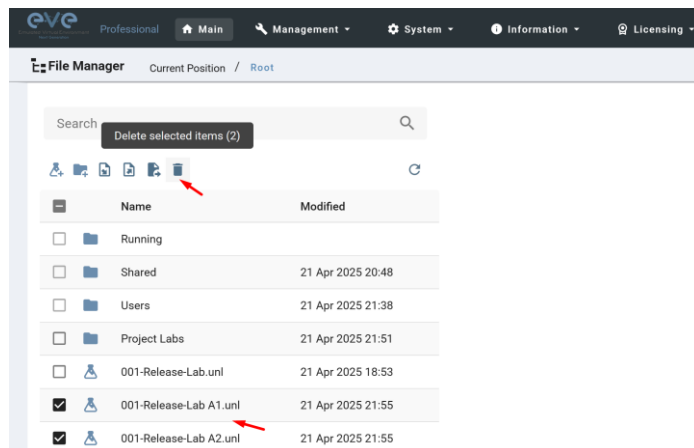 eve
Professional
Main
Management
System
Information
Licensing
File Manager
Current Position / Root
Search
Delete selected items (2)
Name Modified
Running
Shared 21 Apr 2025 20:48
Users 21 Apr 2025 21:38
Project Labs 21 Apr 2025 21:51
001-Release-Lab.unl 21 Apr 2025 18:53
001-Release-Lab A1.unl 21 Apr 2025 21:55
001-Release-Lab A2.unl 21 Apr 2025 21:55